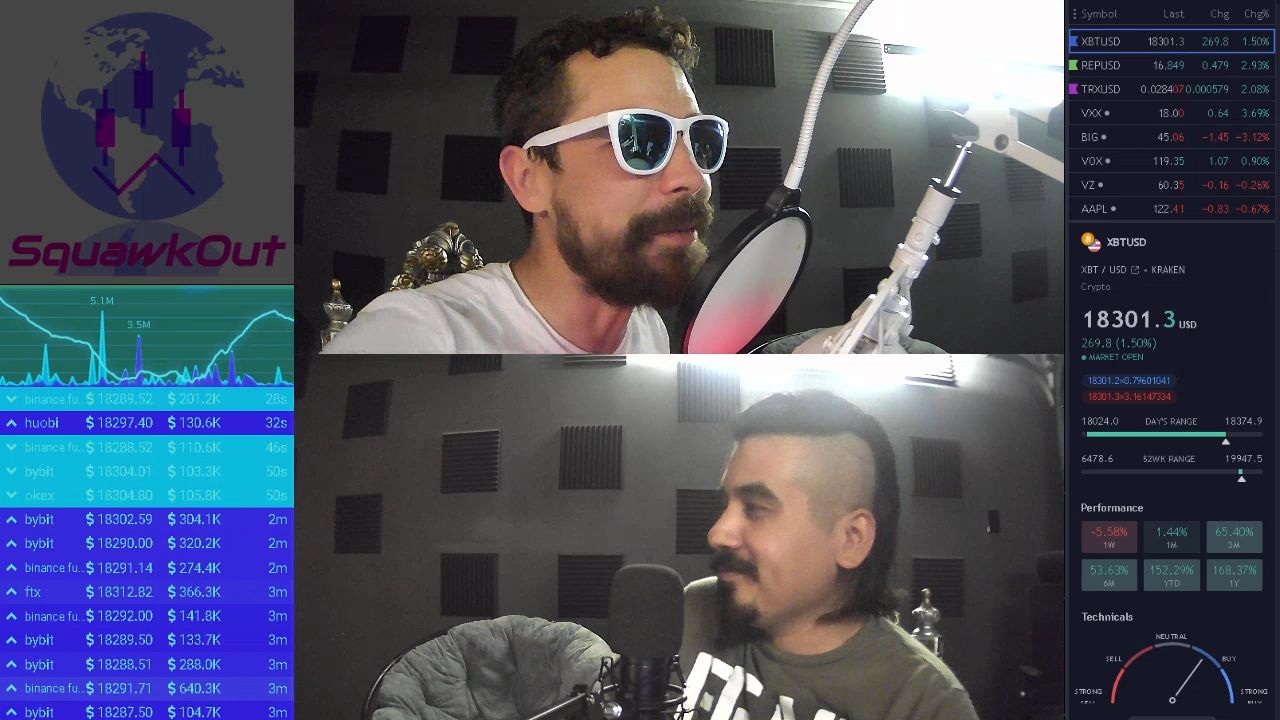 SquawkOut
5.1M
3.5M
binance fu... $ 18289.52 $ 201.2K 28s
huobi $ 18297.40 $ 130.6K 32s
binance fu... $ 18288.52 $ 110.6K 46s
bybit $ 18304.01 $ 103.3K 50s
okex $ 18304.80 $ 105.8K 50s
bybit $ 18302.59 $ 304.1K 2m
bybit $ 18290.00 $ 320.2K 2m
binance fu... $ 18291.14 $ 274.4K 2m
ftx $ 18312.82 $ 366.3K 3m
binance fu... $ 18292.00 $ 141.8K 3m
bybit $ 18289.50 $ 133.7K 3m
bybit $ 18288.51 $ 288.0K 3m
binance fu... $ 18291.71 $ 640.3K 3m
bybit $ 18287.50 $ 104.7K 3m
Symbol Last Chg Chg%
XBTUSD 18301.3 269.8 1.50%
REPUSD 16.849 0.479 2.93%
TRXUSD 0.028407 0.000579 2.08%
VXX 18.00 0.64 3.69%
BIG 45.06 −1.45 −3.12%
VOX 119.35 1.07 0.90%
VZ 60.35 −0.16 −0.26%
AAPL 122.41 −0.83 −0.67%
XBTUSD
XBT / USD • KRAKEN
Crypto
18301.3 USD
269.8 (1.50%)
MARKET OPEN
18301.2×0.79601041
18301.3×3.16147334
18024.0 DAYS RANGE 18374.9
6478.6 52WK RANGE 19947.5
Performance
-5.58% 1.44% 65.40%
1W 1M 3M
53.63% 152.29% 168.37%
6M YTD 1Y
Technicals
NEUTRAL
SELL BUY
STRONG STRONG